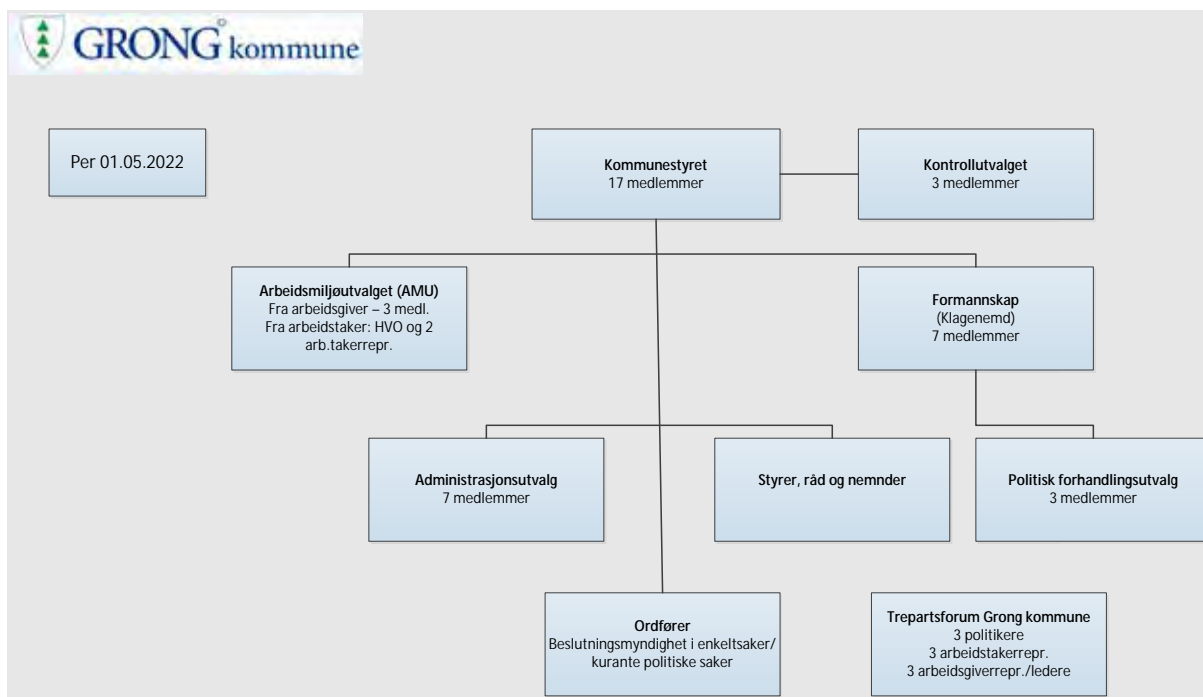 GRONG kommune
Per 01.05.2022
Kommunestyret
17 medlemmer
Kontrollutvalget
3 medlemmer
Arbeidsmiljøutvalget (AMU)
Fra arbeidsgiver – 3 medl.
Fra arbeidstaker: HVO og 2
arb.takerrepr.
Formannskap
(Klagenemd)
7 medlemmer
Administrasjonsutvalg
7 medlemmer
Styrer, råd og nemnder
Politisk forhandlingsutvalg
3 medlemmer
Ordfører
Beslutningsmyndighet i enkeltsaker/
kurante politiske saker
Trepartsforum Grong kommune
3 politikere
3 arbeidstakerrepr.
3 arbeidsgiverrepr./ledere